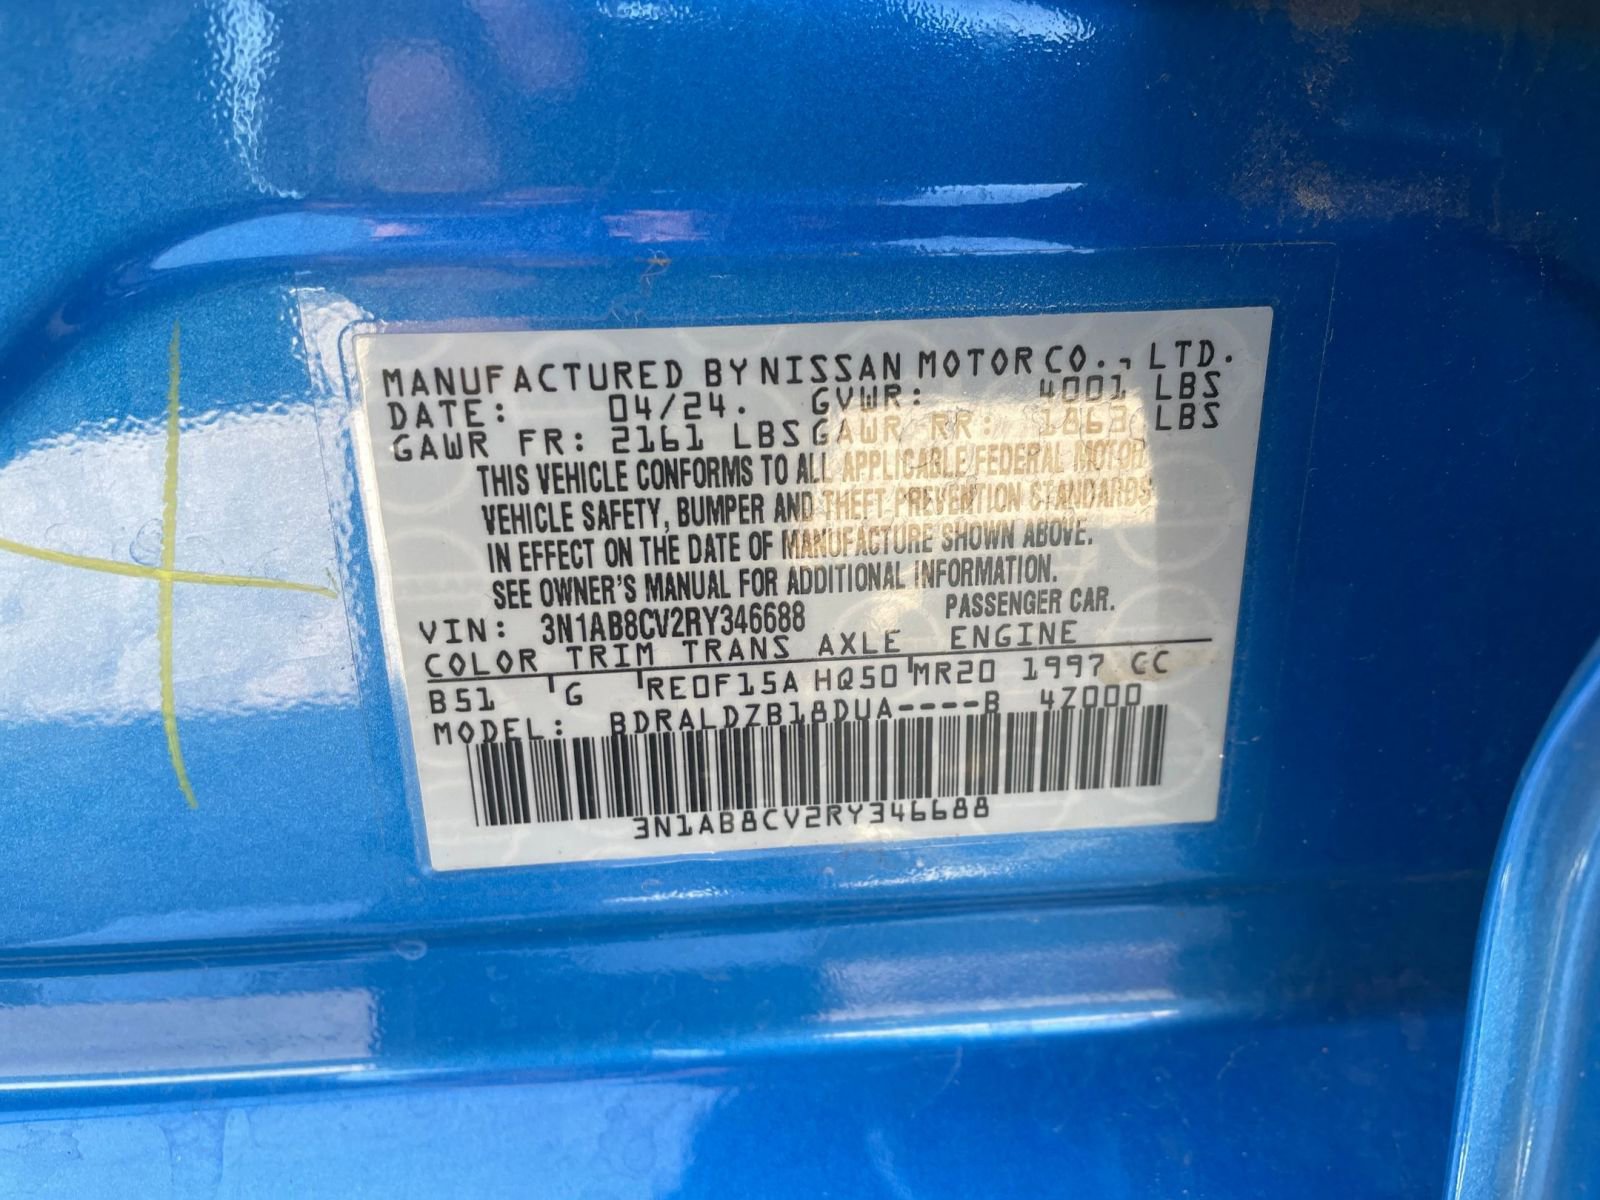 MANUFACTURED BY NISSAN MOTOR CO., LTD.
DATE: 04/24. GVWR: 4001 LBS
GAWR FR: 2161 LBS GAWR RR: 1863 LBS
THIS VEHICLE CONFORMS TO ALL APPLICABLE FEDERAL MOTOR
VEHICLE SAFETY, BUMPER AND THEFT PREVENTION STANDARDS
IN EFFECT ON THE DATE OF MANUFACTURE SHOWN ABOVE.
SEE OWNER'S MANUAL FOR ADDITIONAL INFORMATION.
VIN: 3N1AB8CV2RY346688 PASSENGER CAR.
COLOR TRIM TRANS AXLE ENGINE
B51 G RE0F15A HQ50 MR20 1997 CC
MODEL: BDRALDZB18DUA----B 4Z000
3N1AB8CV2RY346688